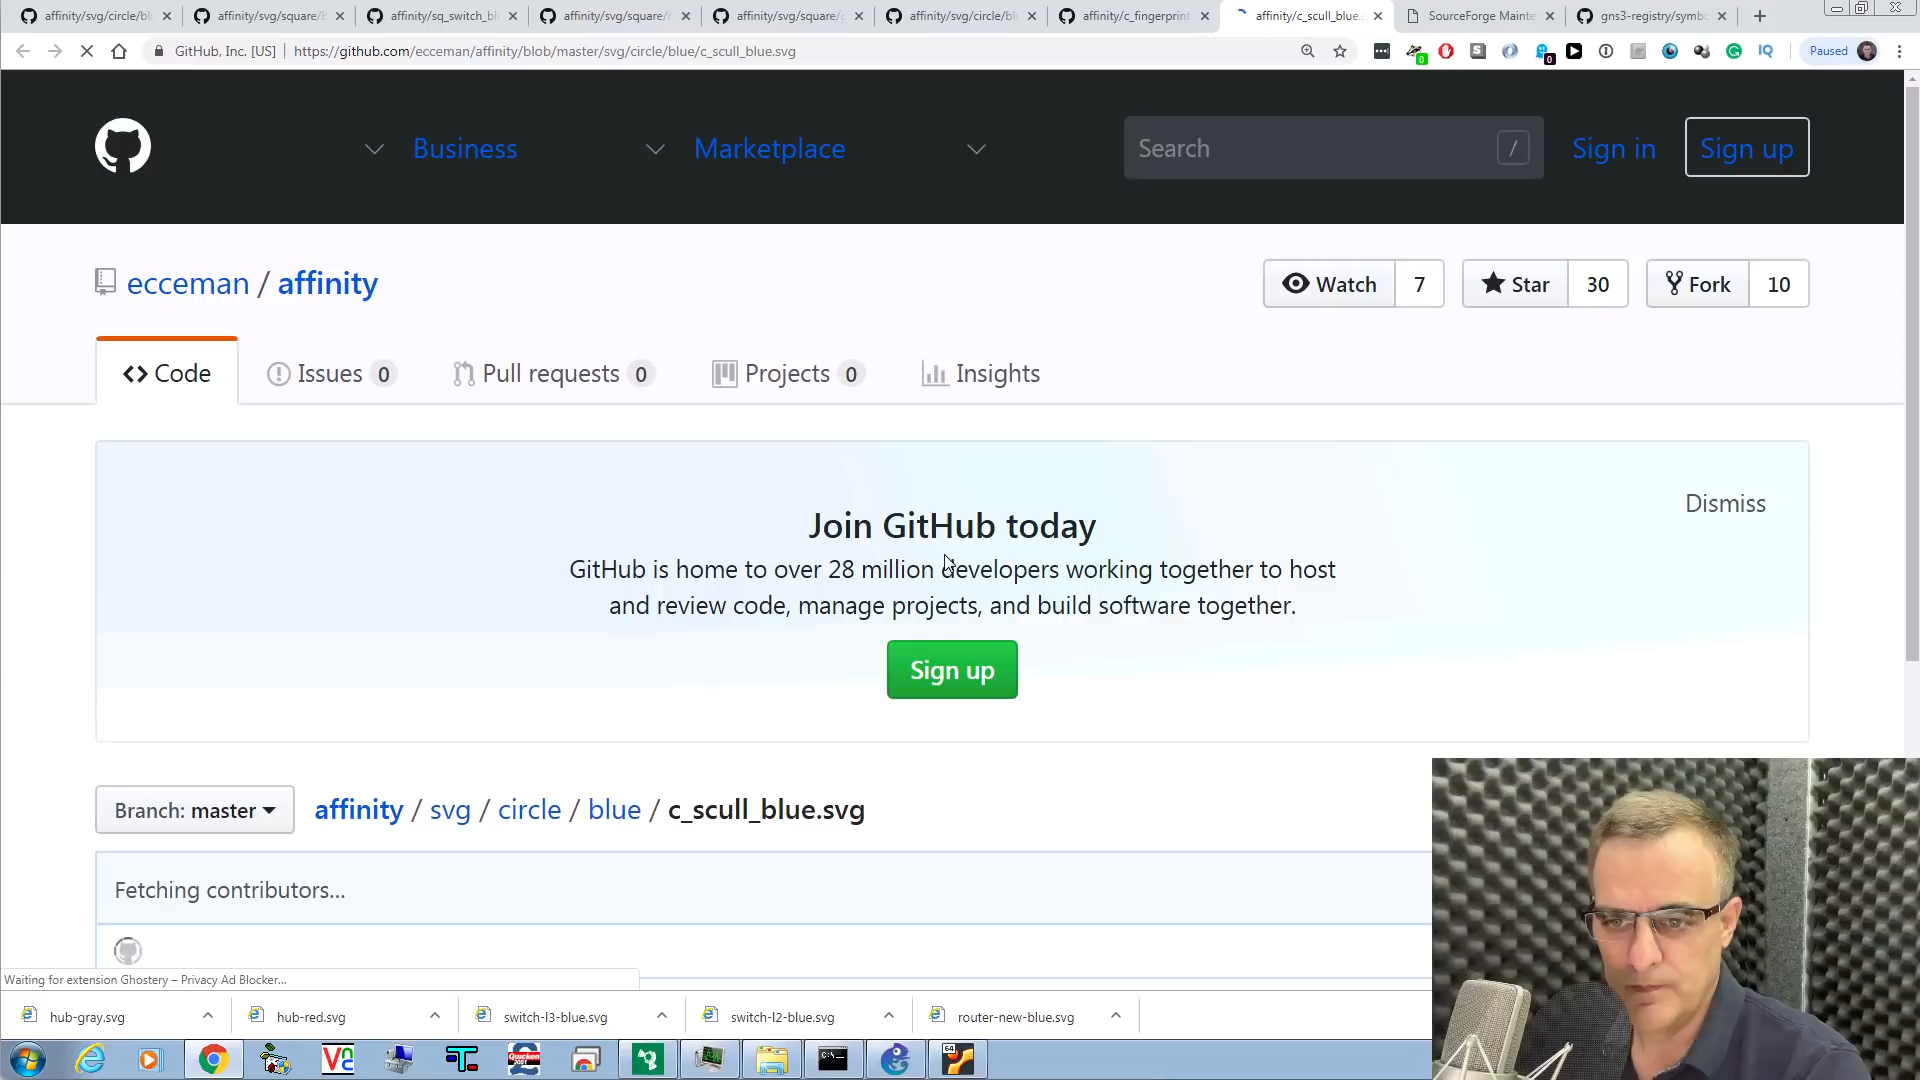 affinity/svg/circle/bl
affinity/svg/square/b
affinity/sq_switch_bl
affinity/svg/square/r
affinity/svg/square/g
affinity/svg/circle/bl
affinity/c_fingerprint
affinity/c_scull_blue.
SourceForge Mainte
gns3-registry/symbo
GitHub, Inc. [US]
https://github.com/ecceman/affinity/blob/master/svg/circle/blue/c_scull_blue.svg
Paused
Business
Marketplace
Search /
Sign in
Sign up
ecceman / affinity
Watch 7
Star 30
Fork 10
Code
Issues 0
Pull requests 0
Projects 0
Insights
Join GitHub today
Dismiss
GitHub is home to over 28 million developers working together to host
and review code, manage projects, and build software together.
Sign up
Branch: master
affinity / svg / circle / blue / c_scull_blue.svg
Fetching contributors...
Waiting for extension Ghostery – Privacy Ad Blocker...
hub-gray.svg
hub-red.svg
switch-l3-blue.svg
switch-l2-blue.svg
router-new-blue.svg